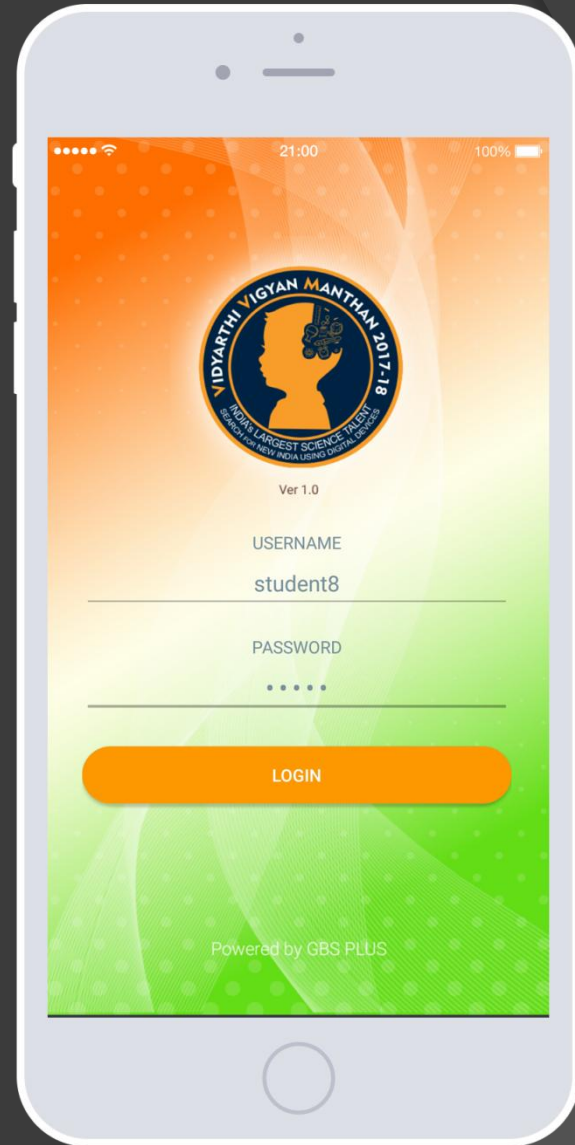 21:00
100%
VIDYARTHI VIGYAN MANTHAN 2017-18
INDIA'S LARGEST SCIENCE TALENT
SEARCH FOR NEW INDIA USING DIGITAL DEVICES
Ver 1.0
USERNAME
student8
PASSWORD
•••••
LOGIN
Powered by GBS PLUS